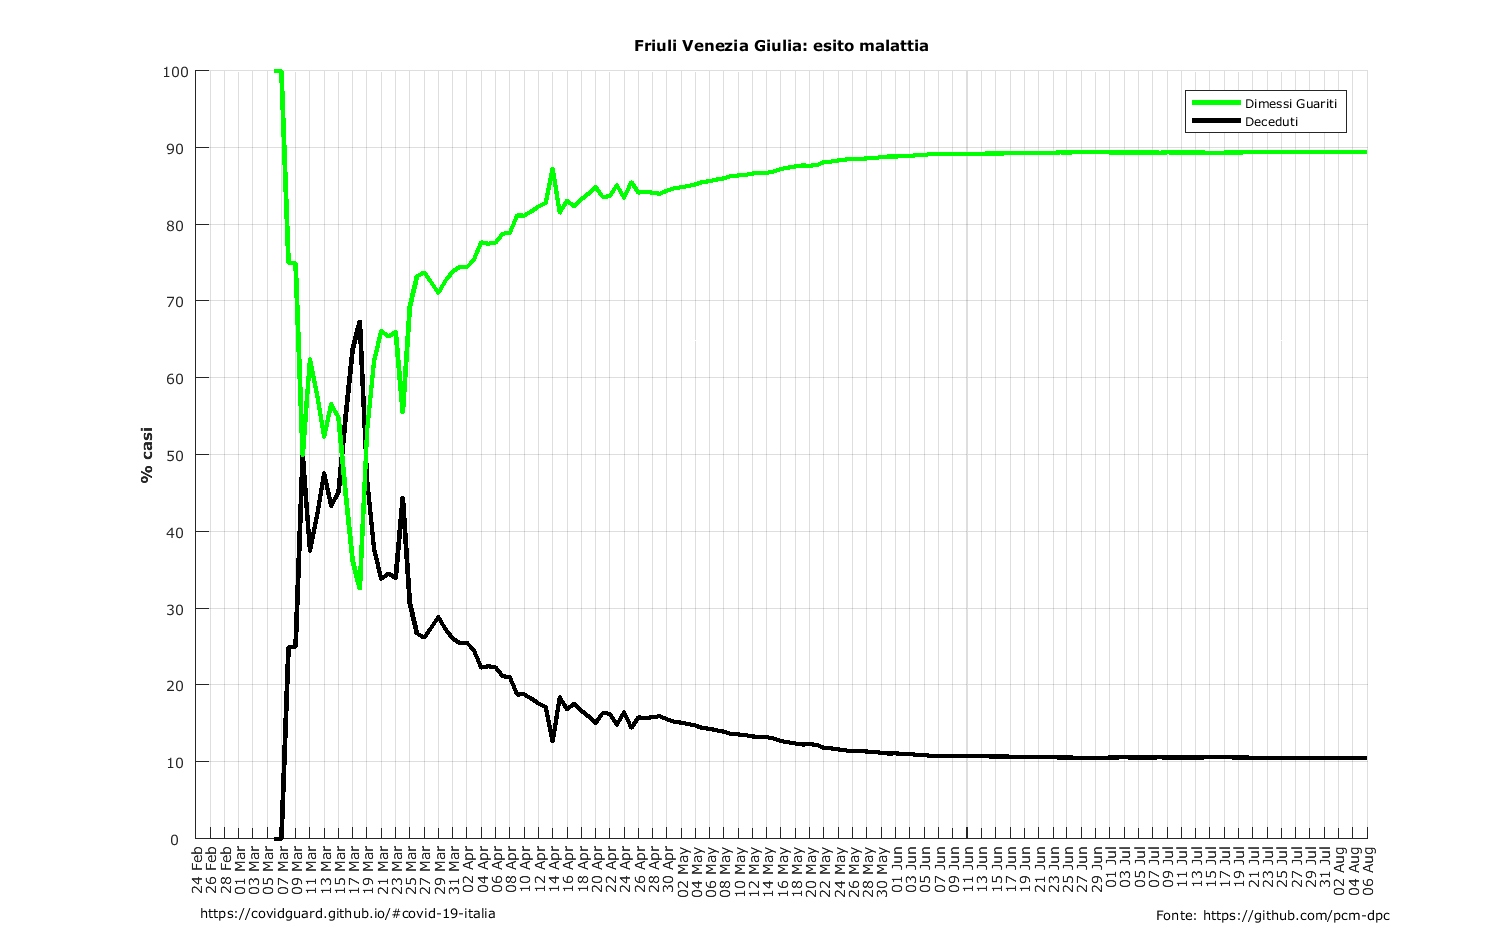 Friuli Venezia Giulia: esito malattia
100
90
80
70
60
50
40
30
20
10
0
% casi
Dimessi Guariti
Deceduti
24 Feb
26 Feb
28 Feb
01 Mar
03 Mar
05 Mar
07 Mar
09 Mar
11 Mar
13 Mar
15 Mar
17 Mar
19 Mar
21 Mar
23 Mar
25 Mar
27 Mar
29 Mar
31 Mar
02 Apr
04 Apr
06 Apr
08 Apr
10 Apr
12 Apr
14 Apr
16 Apr
18 Apr
20 Apr
22 Apr
24 Apr
26 Apr
28 Apr
30 Apr
02 May
04 May
06 May
08 May
10 May
12 May
14 May
16 May
18 May
20 May
22 May
24 May
26 May
28 May
30 May
01 Jun
03 Jun
05 Jun
07 Jun
09 Jun
11 Jun
13 Jun
15 Jun
17 Jun
19 Jun
21 Jun
23 Jun
25 Jun
27 Jun
29 Jun
01 Jul
03 Jul
05 Jul
07 Jul
09 Jul
11 Jul
13 Jul
15 Jul
17 Jul
19 Jul
21 Jul
23 Jul
25 Jul
27 Jul
29 Jul
31 Jul
02 Aug
04 Aug
06 Aug
https://covidguard.github.io/#covid-19-italia
Fonte: https://github.com/pcm-dpc